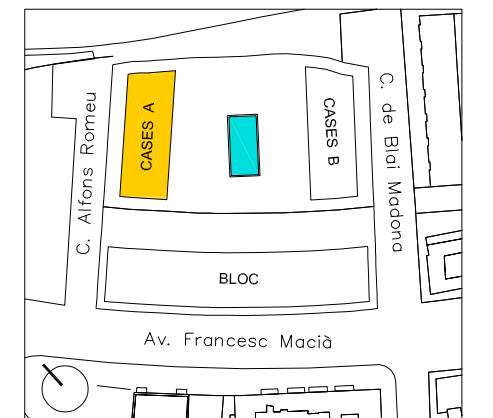 C. Alfons Romeu
CASES A
CASES B
C. de Blai Madona
BLOC
Av. Francesc Macià